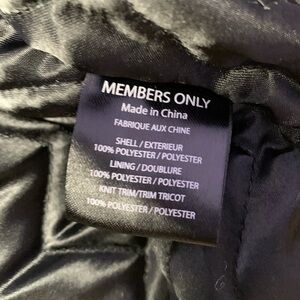 MEMBERS ONLY
Made in China
FABRIQUE AUX CHINE
SHELL / EXTERIEUR
100% POLYESTER / POLYESTER
LINING / DOUBLURE
100% POLYESTER / POLYESTER
KNIT TRIM/TRIM TRICOT
100% POLYESTER / POLYESTER